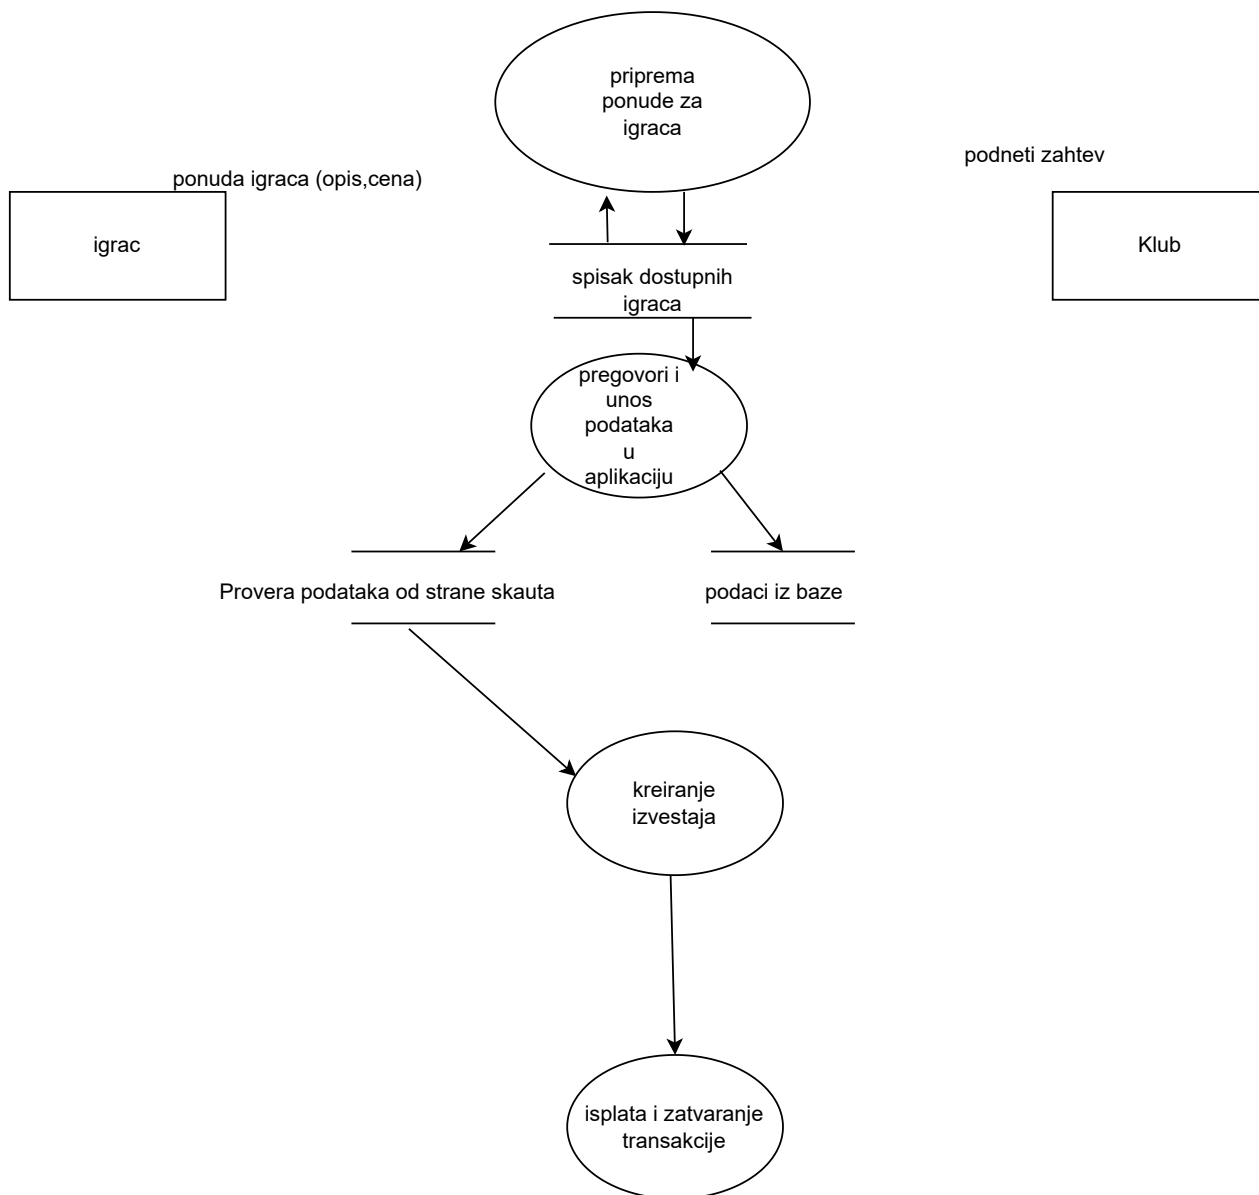 priprema
ponude za
igraca
podneti zahtev
ponuda igraca (opis,cena)
igrac
Klub
spisak dostupnih
igraca
pregovori i
unos
podataka
u
aplikaciju
Provera podataka od strane skauta
podaci iz baze
kreiranje
izvestaja
isplata i zatvaranje
transakcije